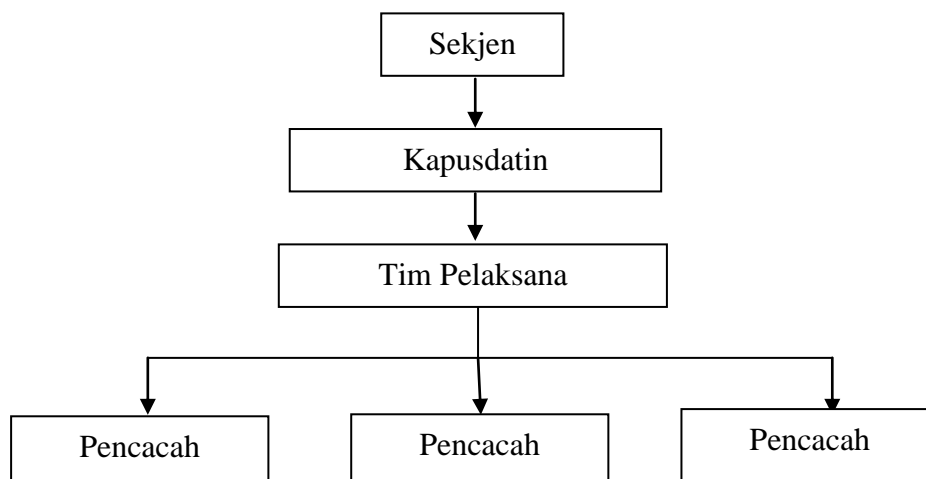 Sekjen
Kapusdatin
Tim Pelaksana
Pencacah
Pencacah
Pencacah